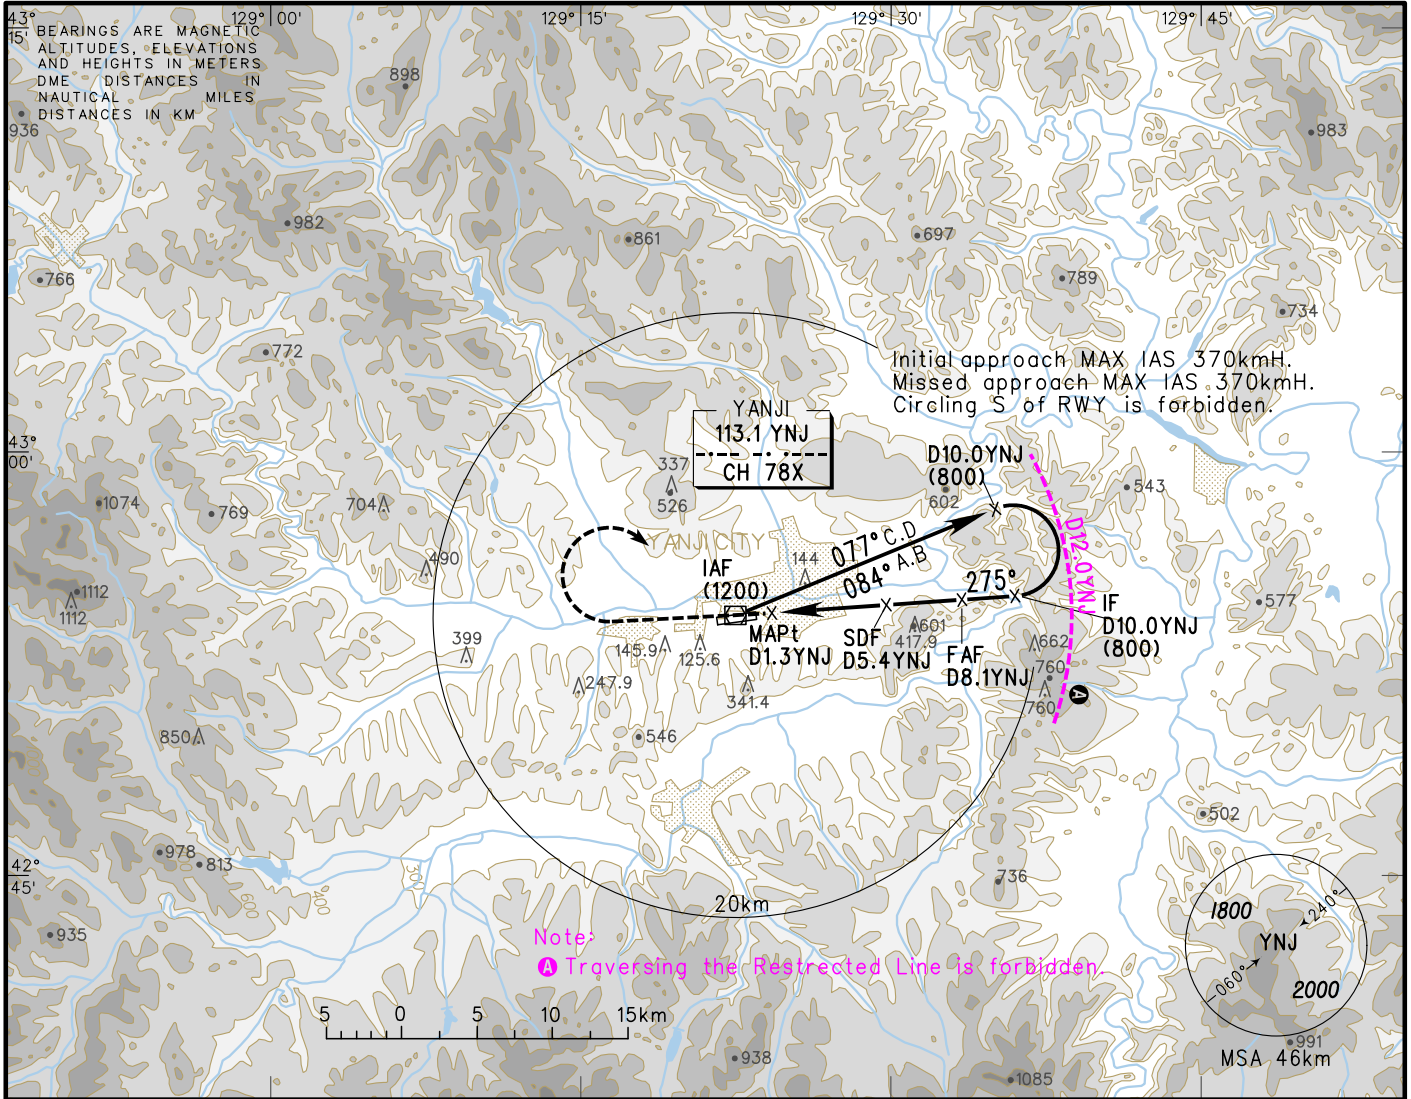 129° 00'
129° 15'
129° 30'
129° 45'
43°
15'
BEARINGS ARE MAGNETIC
ALTITUDES, ELEVATIONS
AND HEIGHTS IN METERS
DME DISTANCES IN
NAUTICAL MILES
DISTANCES IN KM
898
936
983
982
861
697
766
789
734
772
Initial approach MAX IAS 370kmH.
Missed approach MAX IAS 370kmH.
Circling S of RWY is forbidden.
YANJI
113.1 YNJ
CH 78X
43°
00'
337
526
D10.0YNJ
(800)
602
543
1074
769
704
D12.0YNJ
YANJI CITY
077° C.D
084° A.B
490
IAF
(1200)
144
275°
1112
1112
577
IF
D10.0YNJ
(800)
MAPt
D1.3YNJ
SDF
D5.4YNJ
601
417.9
FAF
D8.1YNJ
662
760
760
A
399
145.9
125.6
247.9
341.4
546
850
502
978
813
42°
45'
300
400
600
736
20km
935
1800
240°
YNJ
060°
2000
MSA 46km
Note:
A Traversing the Restrected Line is forbidden.
5 0 5 10 15km
938
991
1085